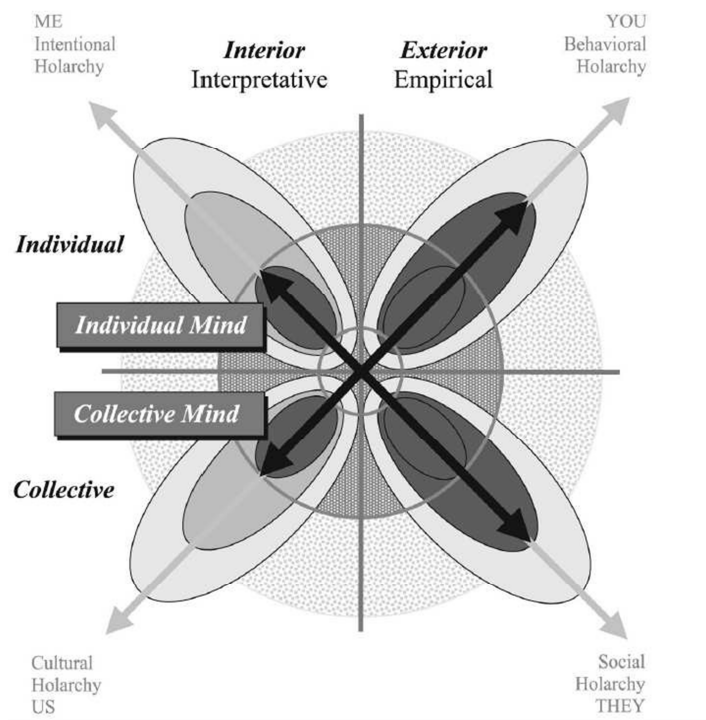 ME
Intentional
Holarchy
Interior
Interpretative
Exterior
Empirical
YOU
Behavioral
Holarchy
Individual
Individual Mind
Collective Mind
Collective
Cultural
Holarchy
US
Social
Holarchy
THEY